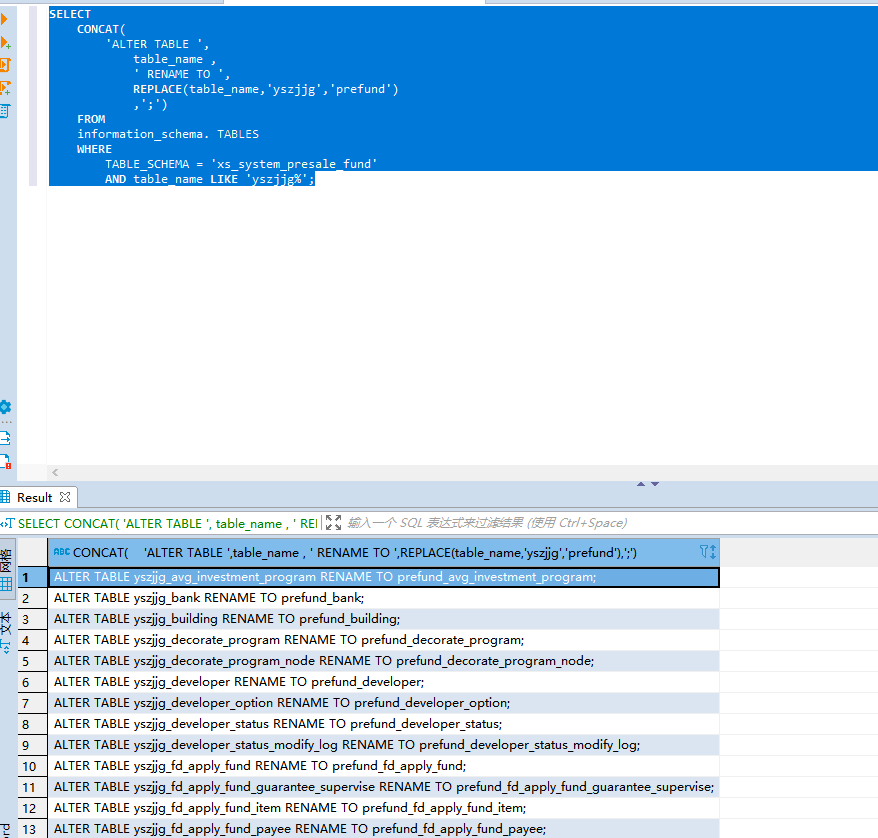 SELECT
CONCAT(
'ALTER TABLE ',
table_name ,
' RENAME TO ',
REPLACE(table_name,'yszjjg','prefund')
,';')
FROM
information_schema. TABLES
WHERE
TABLE_SCHEMA = 'xs_system_presale_fund'
AND table_name LIKE 'yszjjg%';
Result
SELECT CONCAT( 'ALTER TABLE ', table_name , ' REI
输入一个 SQL 表达式来过滤结果 (使用 Ctrl+Space)
网格
文本
ABC CONCAT( 'ALTER TABLE ',table_name , ' RENAME TO ',REPLACE(table_name,'yszjjg','prefund'),';')
1 ALTER TABLE yszjjg_avg_investment_program RENAME TO prefund_avg_investment_program;
2 ALTER TABLE yszjjg_bank RENAME TO prefund_bank;
3 ALTER TABLE yszjjg_building RENAME TO prefund_building;
4 ALTER TABLE yszjjg_decorate_program RENAME TO prefund_decorate_program;
5 ALTER TABLE yszjjg_decorate_program_node RENAME TO prefund_decorate_program_node;
6 ALTER TABLE yszjjg_developer RENAME TO prefund_developer;
7 ALTER TABLE yszjjg_developer_option RENAME TO prefund_developer_option;
8 ALTER TABLE yszjjg_developer_status RENAME TO prefund_developer_status;
9 ALTER TABLE yszjjg_developer_status_modify_log RENAME TO prefund_developer_status_modify_log;
10 ALTER TABLE yszjjg_fd_apply_fund RENAME TO prefund_fd_apply_fund;
11 ALTER TABLE yszjjg_fd_apply_fund_guarantee_supervise RENAME TO prefund_fd_apply_fund_guarantee_supervise;
12 ALTER TABLE yszjjg_fd_apply_fund_item RENAME TO prefund_fd_apply_fund_item;
13 ALTER TABLE yszjjg_fd_apply_fund_payee RENAME TO prefund_fd_apply_fund_payee;